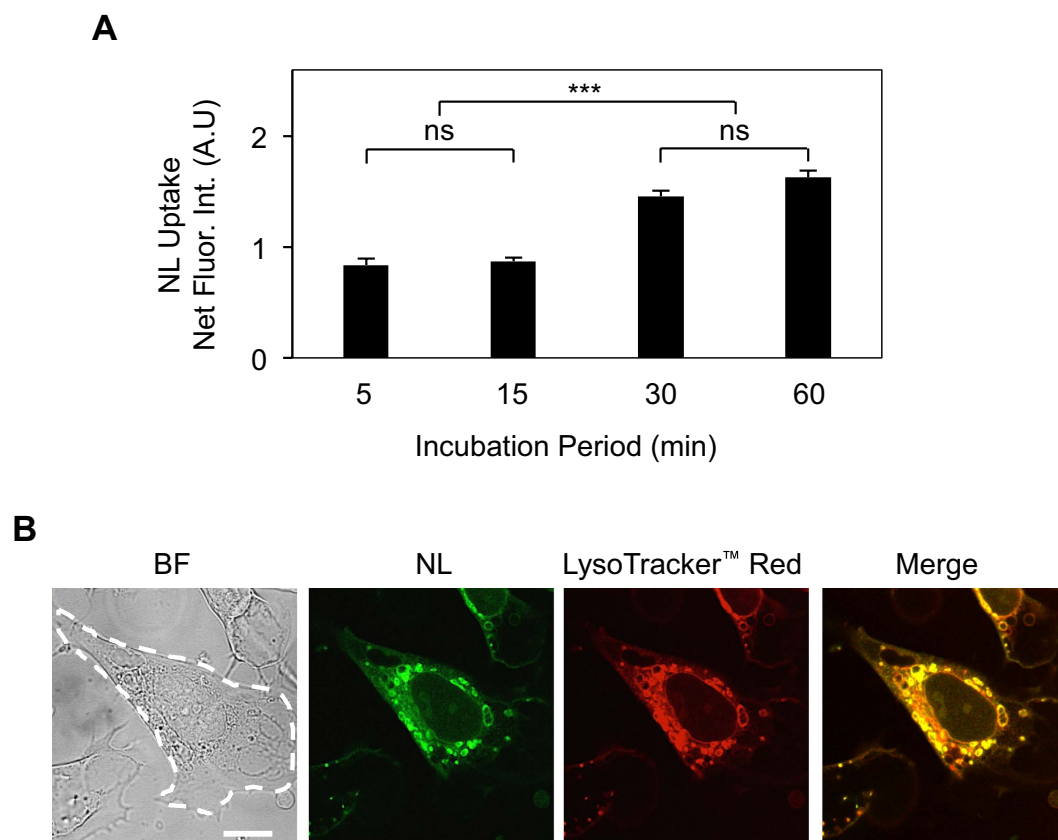 A
NL Uptake
Net Fluor. Int. (A.U)
2
1
0
***
ns
ns
5 15 30 60
Incubation Period (min)
B
BF NL LysoTracker™ Red Merge